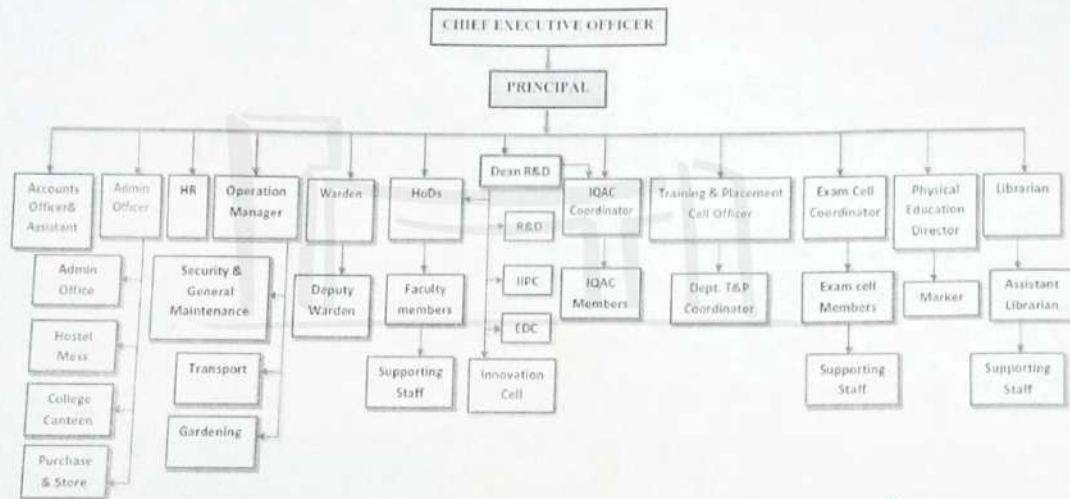 CHIEF EXECUTIVE OFFICER
PRINCIPAL
Accounts
Officer&
Assistant
Admin
Officer
HR
Operation
Manager
Warden
HoDs
Dean R&D
IQAC
Coordinator
Training & Placement
Cell Officer
Exam Cell
Coordinator
Physical
Education
Director
Librarian
R&D
Admin
Office
Security &
General
Maintenance
Deputy
Warden
Faculty
members
IIPC
IQAC
Members
Dept. T&P
Coordinator
Exam cell
Members
Marker
Assistant
Librarian
Hostel
Mess
EDC
Transport
Supporting
Staff
Innovation
Cell
Supporting
Staff
Supporting
Staff
College
Canteen
Gardening
Purchase
& Store